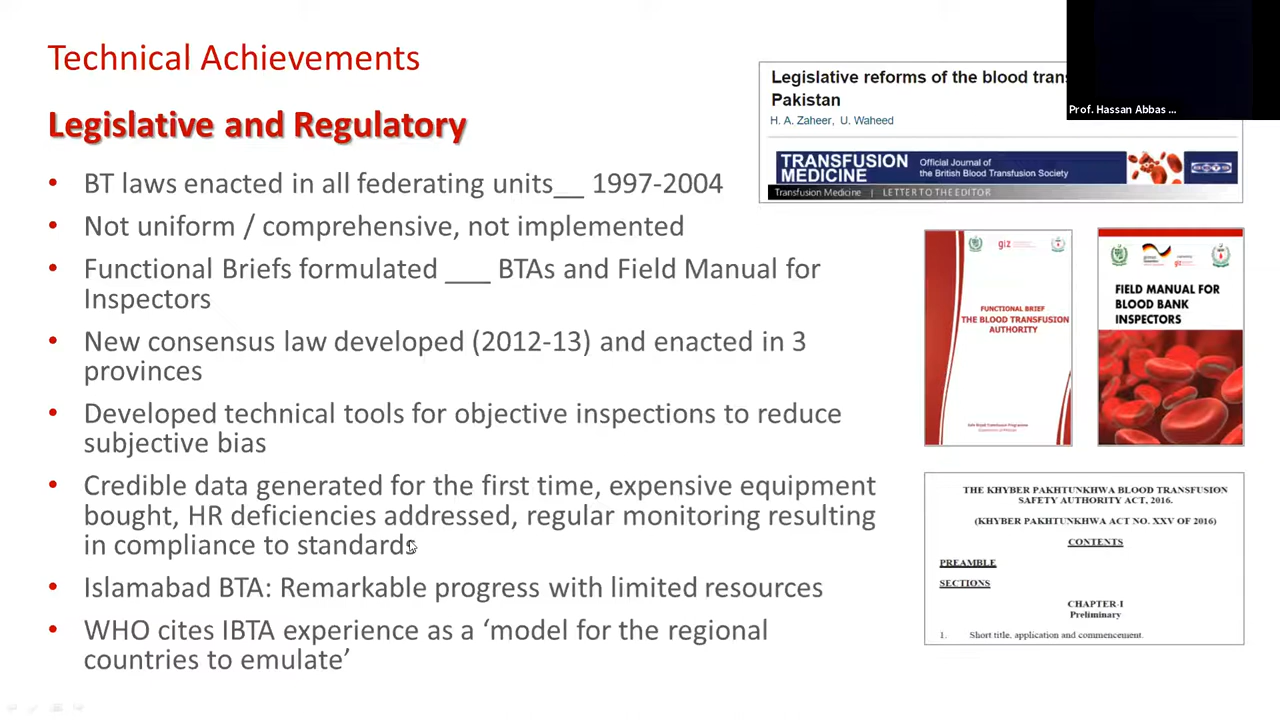 Technical Achievements
Legislative and Regulatory
• BT laws enacted in all federating units__ 1997-2004
• Not uniform / comprehensive, not implemented
• Functional Briefs formulated ___ BTAs and Field Manual for
Inspectors
• New consensus law developed (2012-13) and enacted in 3
provinces
• Developed technical tools for objective inspections to reduce
subjective bias
• Credible data generated for the first time, expensive equipment
bought, HR deficiencies addressed, regular monitoring resulting
in compliance to standards
• Islamabad BTA: Remarkable progress with limited resources
• WHO cites IBTA experience as a ‘model for the regional
countries to emulate’
Prof. Hassan Abbas ...
Legislative reforms of the blood trans
Pakistan
H. A. Zaheer, U. Waheed
TRANSFUSION
MEDICINE
Official Journal of
the British Blood Transfusion Society
Transfusion Medicine | LETTER TO THE EDITOR
giz
FUNCTIONAL BRIEF
THE BLOOD TRANSFUSION
AUTHORITY
giz
FIELD MANUAL FOR
BLOOD BANK
INSPECTORS
THE KHYBER PAKHTUNKHWA BLOOD TRANSFUSION
SAFETY AUTHORITY ACT, 2016.
(KHYBER PAKHTUNKHWA ACT NO. XXV OF 2016)
CONTENTS
PREAMBLE
SECTIONS
CHAPTER-I
Preliminary
1. Short title, application and commencement.